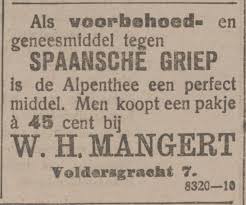 Als voorbehoed- en
geneesmiddel tegen
SPAANSCHE GRIEP
is de Alpenthee een perfect
middel. Men koopt een pakje
à 45 cent bij
W. H. MANGERT
Voldersgracht 7.
8320—10